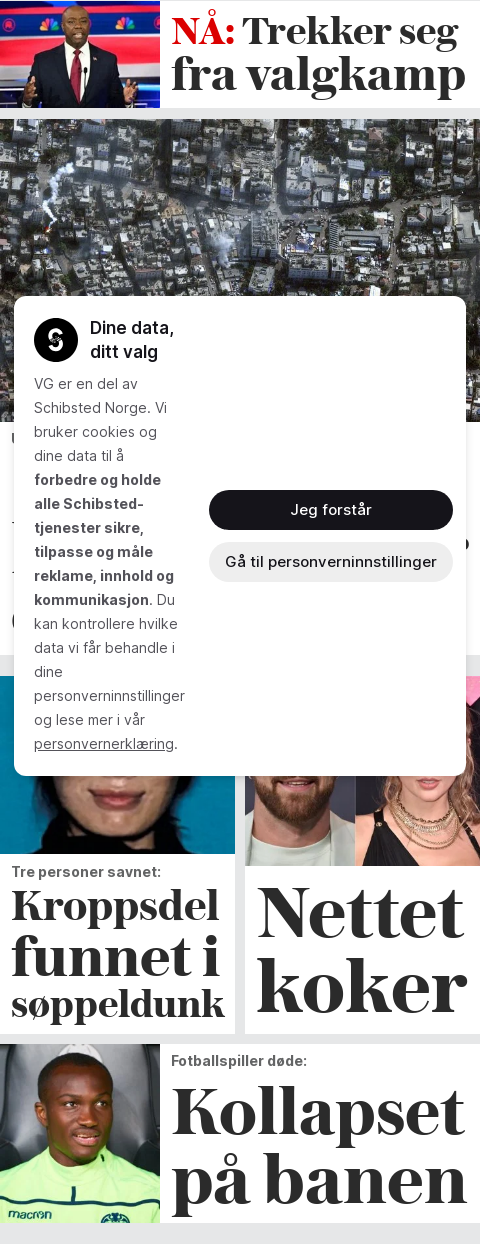 NÅ: Trekker seg
fra valgkamp
Dine data,
ditt valg
VG er en del av
Schibsted Norge. Vi
bruker cookies og
dine data til å
forbedre og holde
alle Schibsted-
tjenester sikre,
tilpasse og måle
reklame, innhold og
kommunikasjon. Du
kan kontrollere hvilke
data vi får behandle i
dine
personverninnstillinger
og lese mer i vår
personvernerklæring.
Jeg forstår
Gå til personverninnstillinger
Tre personer savnet:
Kroppsdel
funnet i
søppeldunk
Nettet
koker
Fotballspiller døde:
Kollapset
på banen
macron